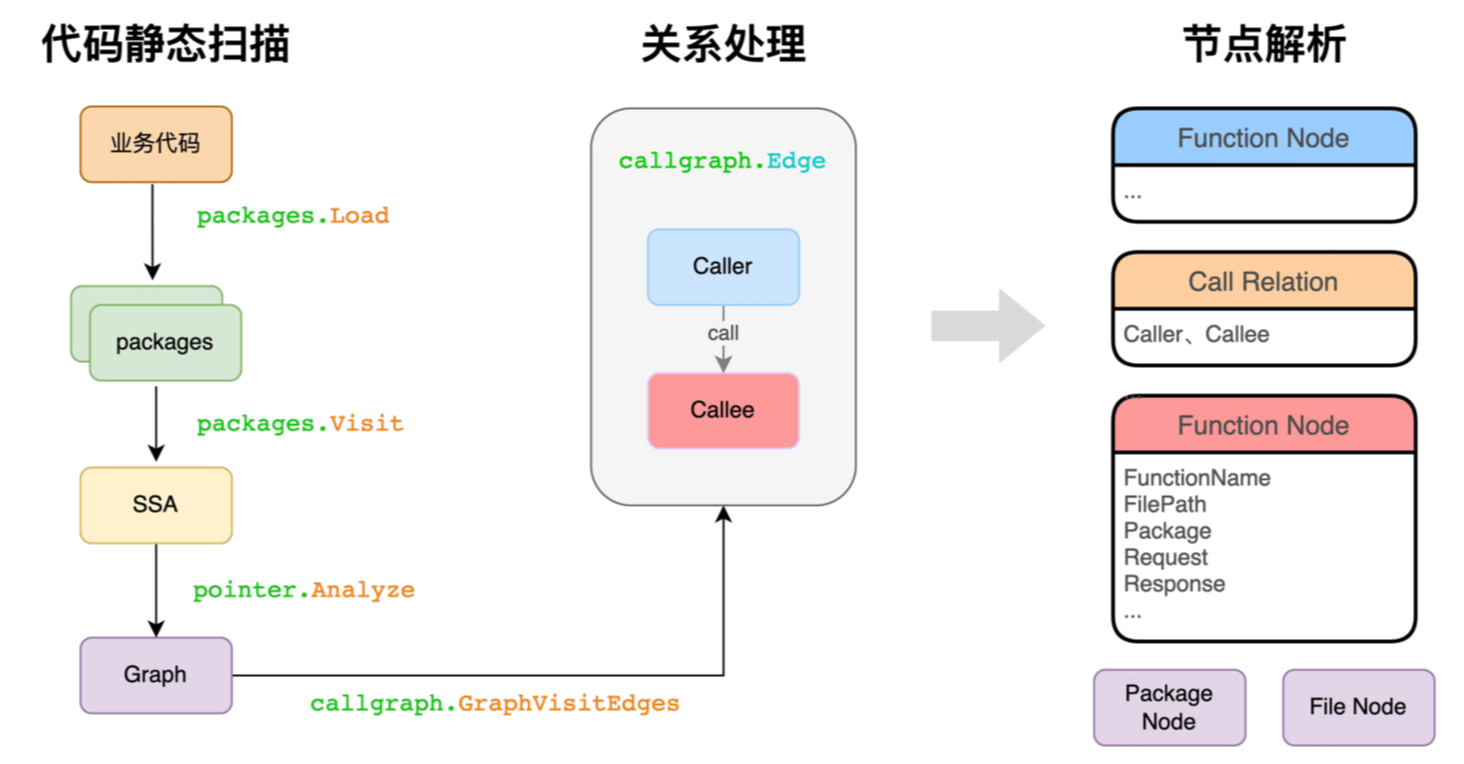 代码静态扫描
业务代码
packages.Load
packages
packages.Visit
SSA
pointer.Analyze
Graph
callgraph.GraphVisitEdges
关系处理
callgraph.Edge
Caller
call
Callee
节点解析
Function Node
...
Call Relation
Caller、Callee
Function Node
FunctionName
FilePath
Package
Request
Response
...
Package
Node
File Node